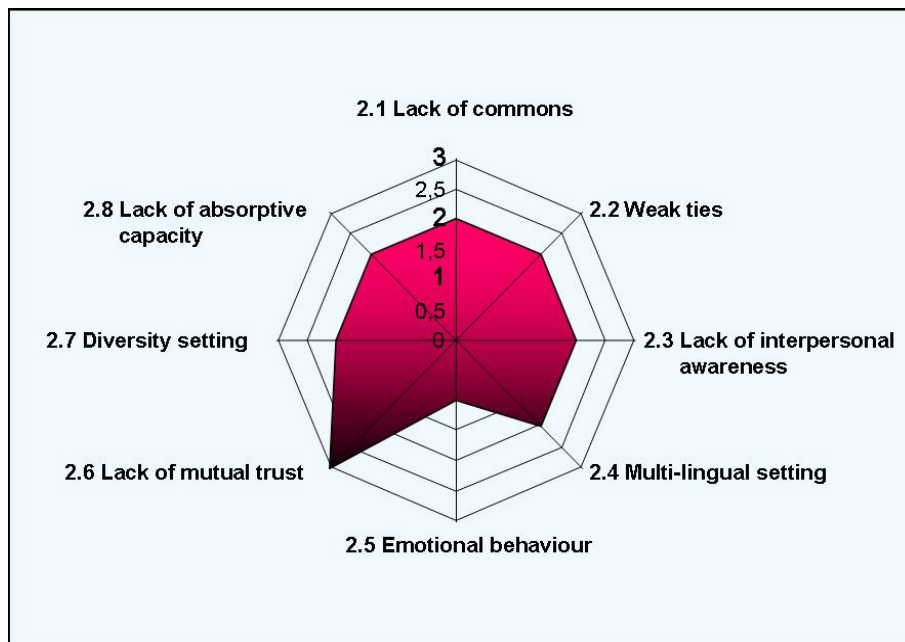 2.1 Lack of commons
3
2,5
2
1,5
1
0,5
0
2.2 Weak ties
2.3 Lack of interpersonal
awareness
2.4 Multi-lingual setting
2.5 Emotional behaviour
2.6 Lack of mutual trust
2.7 Diversity setting
2.8 Lack of absorptive
capacity